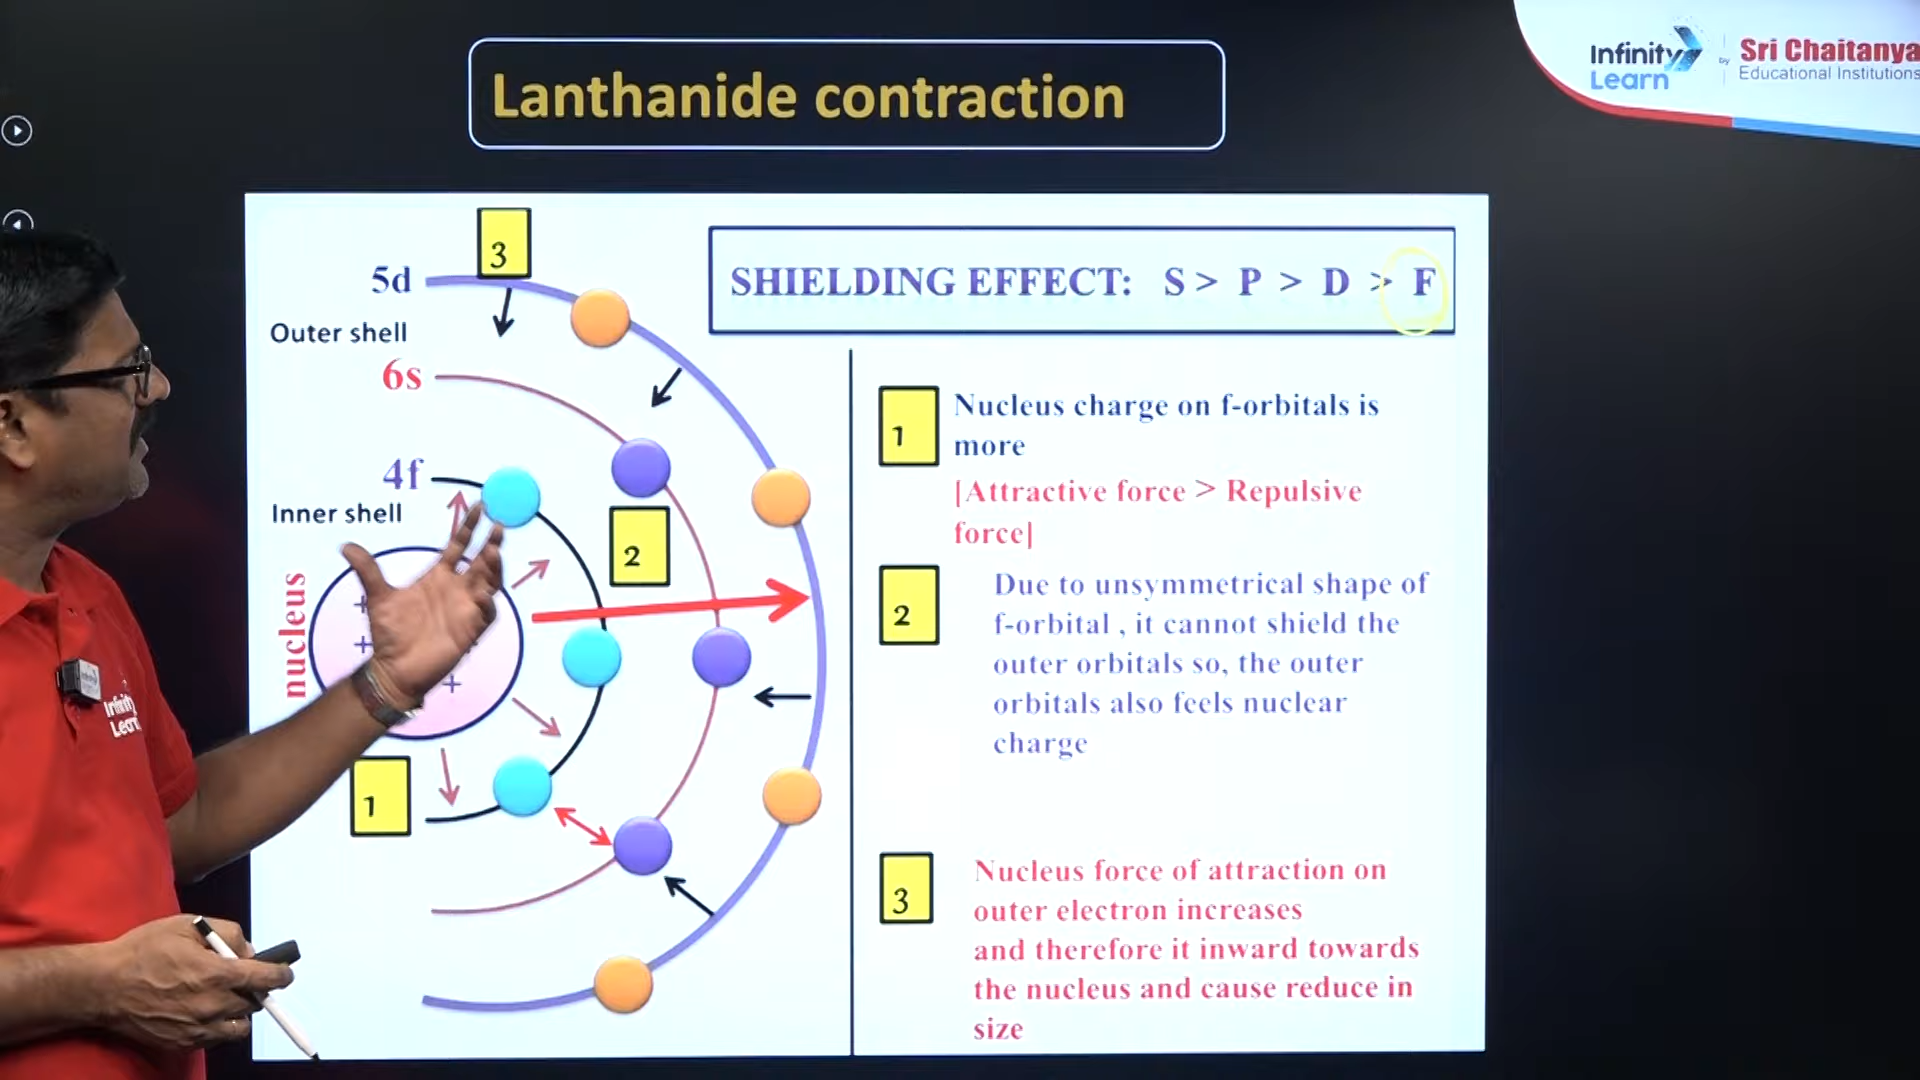 Lanthanide contraction
Infinity
Learn
by
Sri Chaitanya
Educational Institutions
3
5d
Outer shell
6s
4f
Inner shell
nucleus
+
+
+
2
1
SHIELDING EFFECT: S > P > D > F
1
Nucleus charge on f-orbitals is
more
[Attractive force > Repulsive
force]
2
Due to unsymmetrical shape of
f-orbital , it cannot shield the
outer orbitals so, the outer
orbitals also feels nuclear
charge
3
Nucleus force of attraction on
outer electron increases
and therefore it inward towards
the nucleus and cause reduce in
size
Infinity
Learn